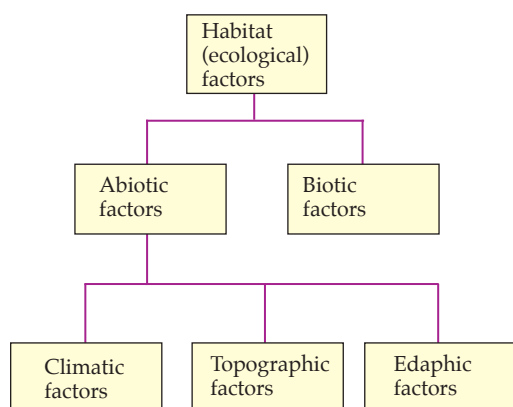 Habitat
(ecological)
factors
Abiotic
factors
Biotic
factors
Climatic
factors
Topographic
factors
Edaphic
factors